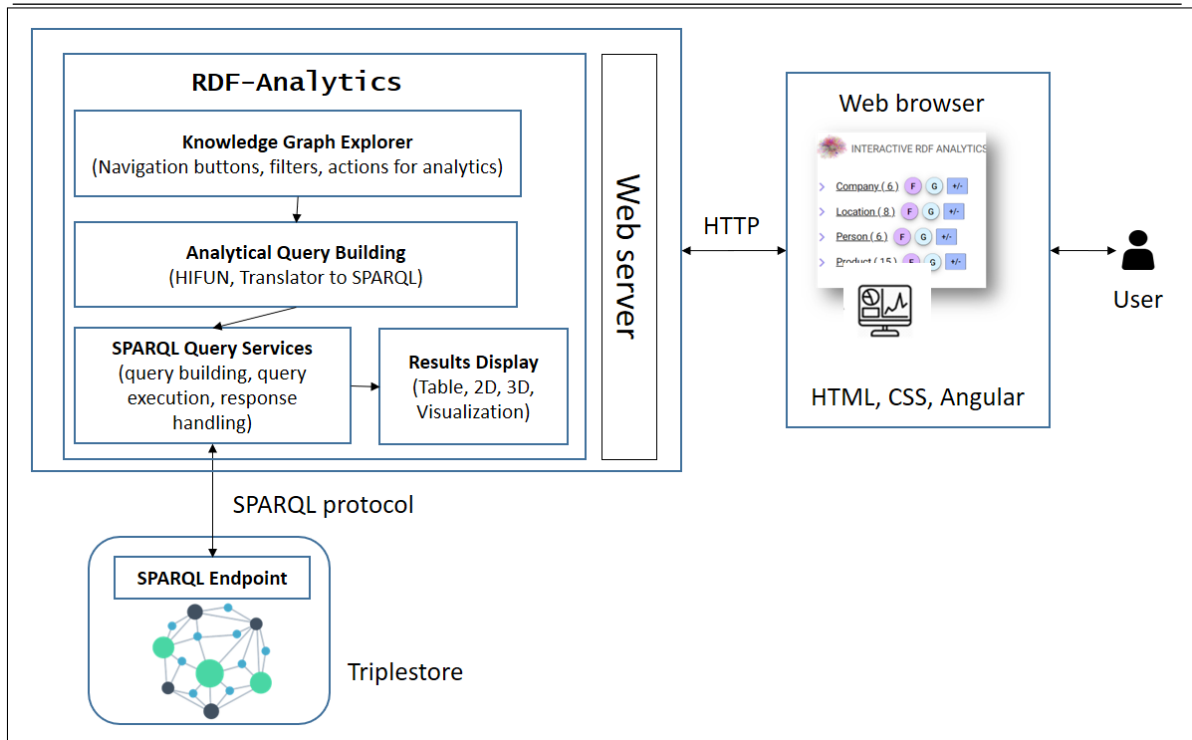 RDF-Analytics
Knowledge Graph Explorer
(Navigation buttons, filters, actions for analytics)
Analytical Query Building
(HIFUN, Translator to SPARQL)
SPARQL Query Services
(query building, query
execution, response
handling)
Results Display
(Table, 2D, 3D,
Visualization)
Web server
HTTP
Web browser
INTERACTIVE RDF ANALYTICS
Company ( 6 ) F G +/-
Location ( 8 ) F G +/-
Person ( 6 ) F G +/-
Product ( 15 ) F G +/-
HTML, CSS, Angular
User
SPARQL protocol
SPARQL Endpoint
Triplestore